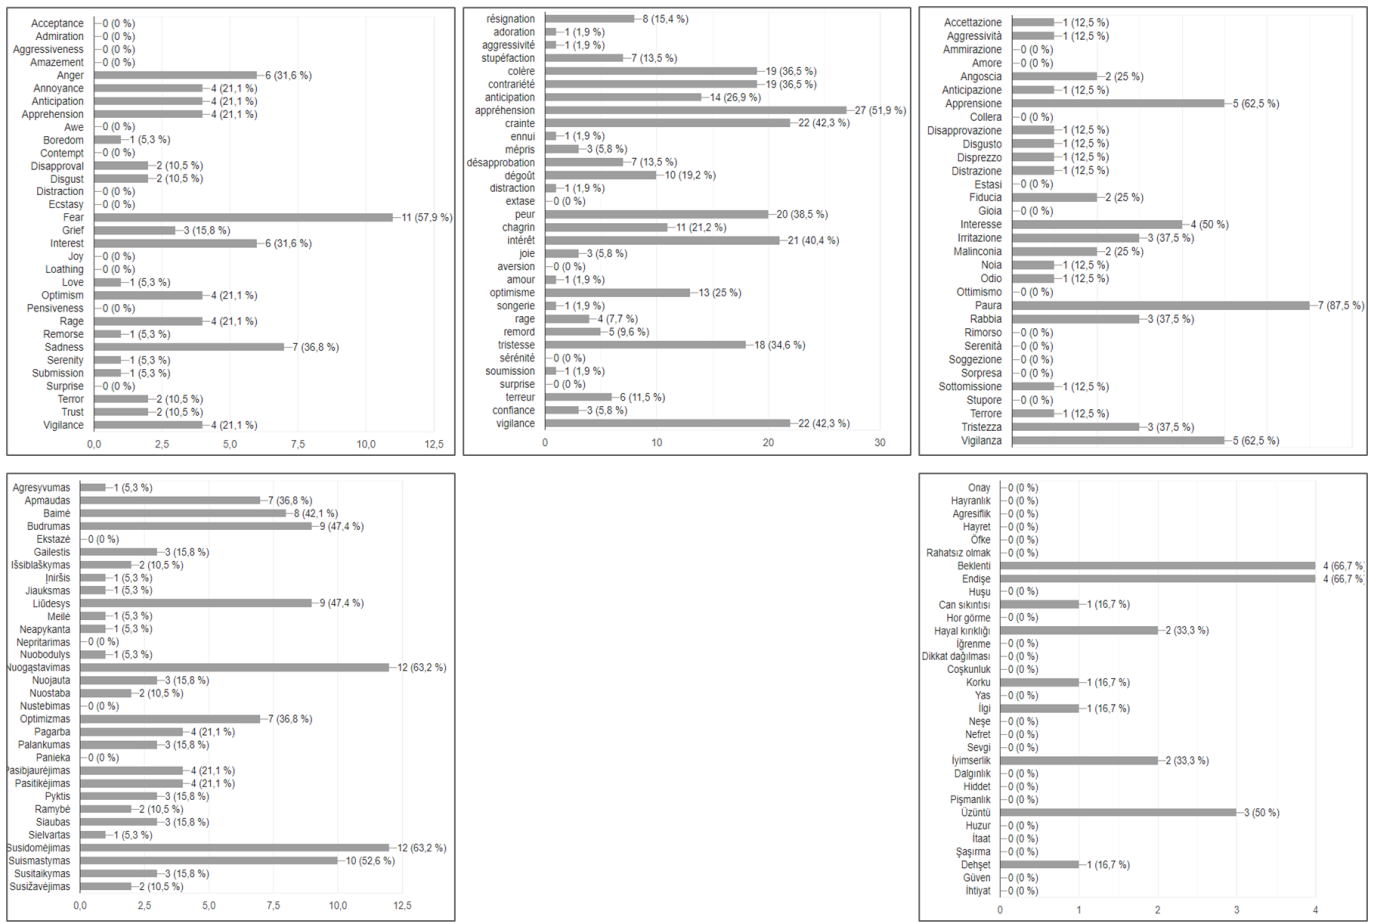 Acceptance 0 (0 %)
Admiration 0 (0 %)
Aggressiveness 0 (0 %)
Amazement 0 (0 %)
Anger 6 (31,6 %)
Annoyance 4 (21,1 %)
Anticipation 4 (21,1 %)
Apprehension 4 (21,1 %)
Awe 0 (0 %)
Boredom 1 (5,3 %)
Contempt 0 (0 %)
Disapproval 2 (10,5 %)
Disgust 2 (10,5 %)
Distraction 0 (0 %)
Ecstasy 0 (0 %)
Fear 11 (57,9 %)
Grief 3 (15,8 %)
Interest 6 (31,6 %)
Joy 0 (0 %)
Loathing 0 (0 %)
Love 1 (5,3 %)
Optimism 4 (21,1 %)
Pensiveness 0 (0 %)
Rage 4 (21,1 %)
Remorse 1 (5,3 %)
Sadness 7 (36,8 %)
Serenity 1 (5,3 %)
Submission 1 (5,3 %)
Surprise 0 (0 %)
Terror 2 (10,5 %)
Trust 2 (10,5 %)
Vigilance 4 (21,1 %)
0,0 2,5 5,0 7,5 10,0 12,5
résignation 8 (15,4 %)
adoration 1 (1,9 %)
aggressivité 1 (1,9 %)
stupéfaction 7 (13,5 %)
colère 19 (36,5 %)
contrariété 19 (36,5 %)
anticipation 14 (26,9 %)
appréhension 27 (51,9 %)
crainte 22 (42,3 %)
ennui 1 (1,9 %)
mépris 3 (5,8 %)
désapprobation 7 (13,5 %)
dégoût 10 (19,2 %)
distraction 1 (1,9 %)
extase 0 (0 %)
peur 20 (38,5 %)
chagrin 11 (21,2 %)
intérêt 21 (40,4 %)
joie 3 (5,8 %)
aversion 0 (0 %)
amour 1 (1,9 %)
optimisme 13 (25 %)
songerie 1 (1,9 %)
rage 4 (7,7 %)
remord 5 (9,6 %)
tristesse 18 (34,6 %)
sérénité 0 (0 %)
soumission 1 (1,9 %)
surprise 0 (0 %)
terreur 6 (11,5 %)
confiance 3 (5,8 %)
vigilance 22 (42,3 %)
0 10 20 30
Accettazione 1 (12,5 %)
Aggressività 1 (12,5 %)
Ammirazione 0 (0 %)
Amore 0 (0 %)
Angoscia 2 (25 %)
Anticipazione 1 (12,5 %)
Apprensione 5 (62,5 %)
Collera 0 (0 %)
Disapprovazione 1 (12,5 %)
Disgusto 1 (12,5 %)
Disprezzo 1 (12,5 %)
Distrazione 1 (12,5 %)
Estasi 0 (0 %)
Fiducia 2 (25 %)
Gioia 0 (0 %)
Interesse 4 (50 %)
Irritazione 3 (37,5 %)
Malinconia 2 (25 %)
Noia 1 (12,5 %)
Odio 1 (12,5 %)
Ottimismo 0 (0 %)
Paura 7 (87,5 %)
Rabbia 3 (37,5 %)
Rimorso 0 (0 %)
Serenità 0 (0 %)
Soggezione 0 (0 %)
Sorpresa 0 (0 %)
Sottomissione 1 (12,5 %)
Stupore 0 (0 %)
Terrore 1 (12,5 %)
Tristezza 3 (37,5 %)
Vigilanza 5 (62,5 %)
Agresyvumas 1 (5,3 %)
Apmaudas 7 (36,8 %)
Baimė 8 (42,1 %)
Budrumas 9 (47,4 %)
Ekstazė 0 (0 %)
Gailestis 3 (15,8 %)
Išsiblaškymas 2 (10,5 %)
Įniršis 1 (5,3 %)
Jiauksmas 1 (5,3 %)
Liūdesys 9 (47,4 %)
Meilė 1 (5,3 %)
Neapykanta 1 (5,3 %)
Nepritarimas 0 (0 %)
Nuobodulys 1 (5,3 %)
Nuogąstavimas 12 (63,2 %)
Nuojauta 3 (15,8 %)
Nuostaba 2 (10,5 %)
Nustebimas 0 (0 %)
Optimizmas 7 (36,8 %)
Pagarba 4 (21,1 %)
Palankumas 3 (15,8 %)
Panieka 0 (0 %)
Pasibjaurėjimas 4 (21,1 %)
Pasitikėjimas 4 (21,1 %)
Pyktis 3 (15,8 %)
Ramybė 2 (10,5 %)
Siaubas 3 (15,8 %)
Sielvartas 1 (5,3 %)
Susidomėjimas 12 (63,2 %)
Suismastymas 10 (52,6 %)
Susitaikymas 3 (15,8 %)
Susižavėjimas 2 (10,5 %)
0,0 2,5 5,0 7,5 10,0 12,5
Onay 0 (0 %)
Hayranlık 0 (0 %)
Agresiflik 0 (0 %)
Hayret 0 (0 %)
Öfke 0 (0 %)
Rahatsız olmak 0 (0 %)
Beklenti 4 (66,7 %
Endişe 4 (66,7 %
Huşu 0 (0 %)
Can sıkıntısı 1 (16,7 %)
Hor görme 0 (0 %)
Hayal kırıklığı 2 (33,3 %)
İğrenme 0 (0 %)
Dikkat dağılması 0 (0 %)
Coşkunluk 0 (0 %)
Korku 1 (16,7 %)
Yas 0 (0 %)
İlgi 1 (16,7 %)
Neşe 0 (0 %)
Nefret 0 (0 %)
Sevgi 0 (0 %)
İyimserlik 2 (33,3 %)
Dalgınlık 0 (0 %)
Hiddet 0 (0 %)
Pişmanlık 0 (0 %)
Üzüntü 3 (50 %)
Huzur 0 (0 %)
İtaat 0 (0 %)
Şaşırma 0 (0 %)
Dehşet 1 (16,7 %)
Güven 0 (0 %)
İhtiyat 0 (0 %)
0 1 2 3 4